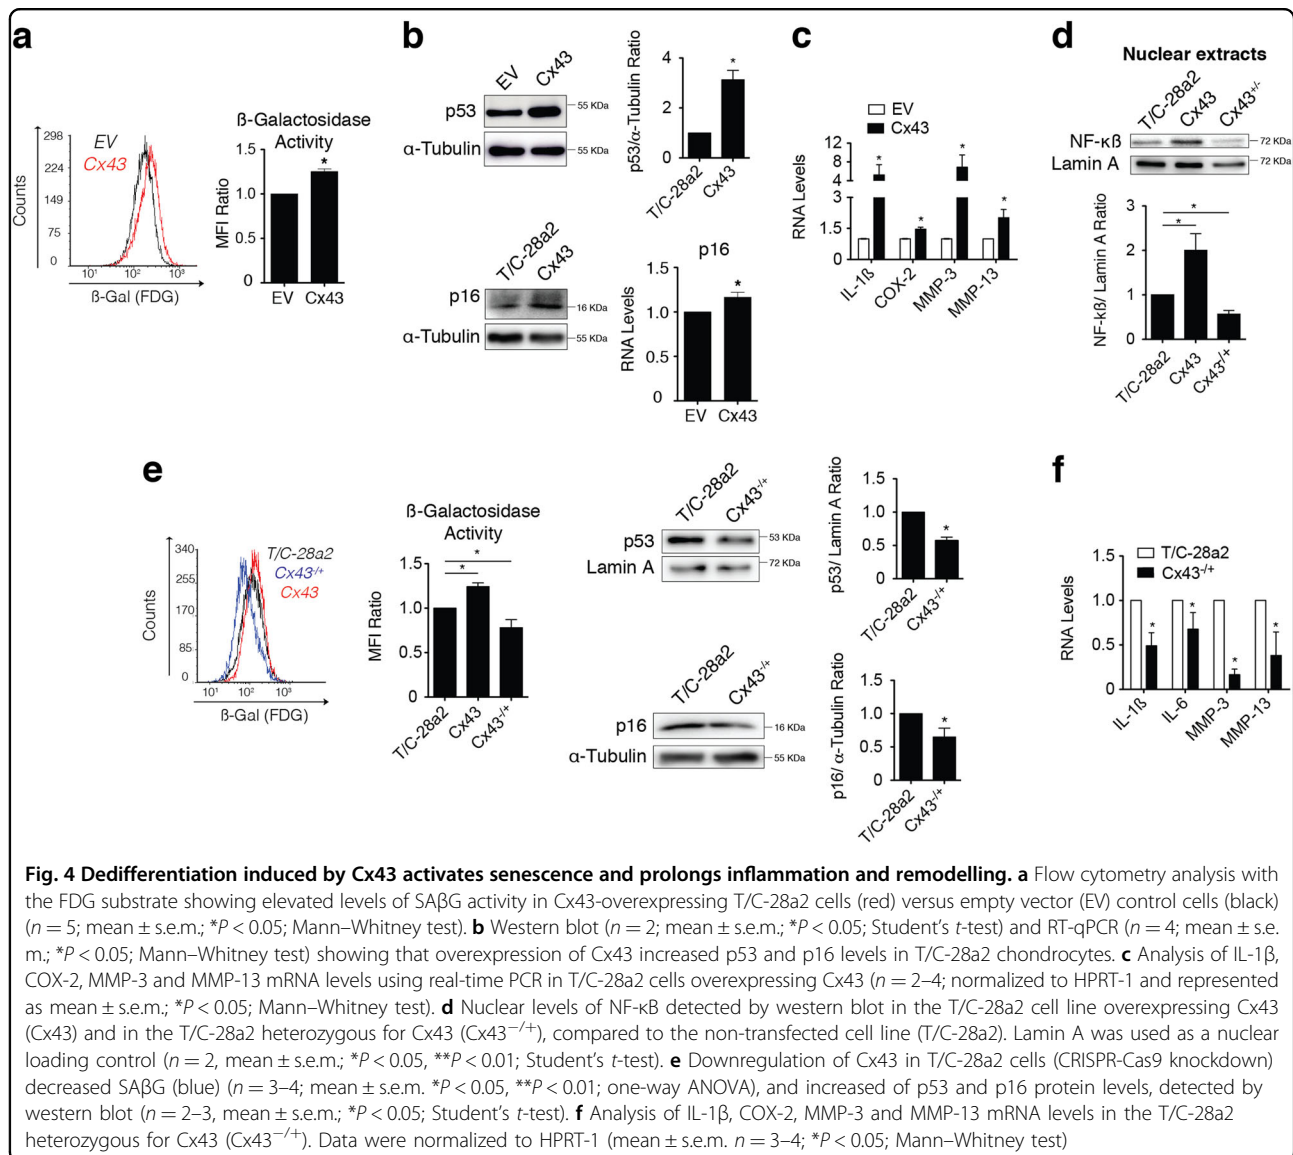 a
EV
Cx43
298
224
149
75
0
Counts
10¹ 10² 10³
ß-Gal (FDG)
ß-Galactosidase
Activity
MFI Ratio
1.5
1.0
0.5
0
*
EV Cx43
b
EV Cx43
p53
55 KDa
α-Tubulin
55 KDa
p53/α-Tubulin Ratio
4
2
0
*
T/C-28a2
Cx43
T/C-28a2 Cx43
p16
16 KDa
α-Tubulin
55 KDa
p16
RNA Levels
1.5
1.0
0.5
0
*
EV Cx43
c
EV
Cx43
RNA Levels
12
8
4
3
1.5
0
* * * *
IL-1ß
COX-2
MMP-3
MMP-13
d
Nuclear extracts
T/C-28a2 Cx43 Cx43+/-
NF-κß
72 KDa
Lamin A
72 KDa
NF-kß/ Lamin A Ratio
3
2
1
0
*
*
T/C-28a2
Cx43
Cx43-/+
e
T/C-28a2
Cx43-/+
Cx43
340
255
170
85
0
Counts
10¹ 10² 10³
ß-Gal (FDG)
ß-Galactosidase
Activity
MFI Ratio
1.5
1.0
1.5
0
*
*
T/C-28a2
Cx43
Cx43-/+
T/C-28a2 Cx43-/+
p53
53 KDa
Lamin A
72 KDa
p53/ Lamin A Ratio
1.5
1.0
0.5
0
*
T/C-28a2
Cx43-/+
T/C-28a2 Cx43-/+
p16
16 KDa
α-Tubulin
55 KDa
p16/ α-Tubulin Ratio
1.5
1.0
0.5
0
*
T/C-28a2
Cx43-/+
f
T/C-28a2
Cx43-/+
RNA Levels
1.5
1.0
0.5
0
* * * *
IL-1ß
IL-6
MMP-3
MMP-13
Fig. 4 Dedifferentiation induced by Cx43 activates senescence and prolongs inflammation and remodelling. a Flow cytometry analysis with
the FDG substrate showing elevated levels of SAβG activity in Cx43-overexpressing T/C-28a2 cells (red) versus empty vector (EV) control cells (black)
(n = 5; mean ± s.e.m.; *P < 0.05; Mann–Whitney test). b Western blot (n = 2; mean ± s.e.m.; *P < 0.05; Student's t-test) and RT-qPCR (n = 4; mean ± s.e.
m.; *P < 0.05; Mann–Whitney test) showing that overexpression of Cx43 increased p53 and p16 levels in T/C-28a2 chondrocytes. c Analysis of IL-1β,
COX-2, MMP-3 and MMP-13 mRNA levels using real-time PCR in T/C-28a2 cells overexpressing Cx43 (n = 2–4; normalized to HPRT-1 and represented
as mean ± s.e.m.; *P < 0.05; Mann–Whitney test). d Nuclear levels of NF-κB detected by western blot in the T/C-28a2 cell line overexpressing Cx43
(Cx43) and in the T/C-28a2 heterozygous for Cx43 (Cx43−/+), compared to the non-transfected cell line (T/C-28a2). Lamin A was used as a nuclear
loading control (n = 2, mean ± s.e.m.; *P < 0.05, **P < 0.01; Student's t-test). e Downregulation of Cx43 in T/C-28a2 cells (CRISPR-Cas9 knockdown)
decreased SAβG (blue) (n = 3–4; mean ± s.e.m. *P < 0.05, **P < 0.01; one-way ANOVA), and increased of p53 and p16 protein levels, detected by
western blot (n = 2–3, mean ± s.e.m.; *P < 0.05; Student's t-test). f Analysis of IL-1β, COX-2, MMP-3 and MMP-13 mRNA levels in the T/C-28a2
heterozygous for Cx43 (Cx43−/+). Data were normalized to HPRT-1 (mean ± s.e.m. n = 3–4; *P < 0.05; Mann–Whitney test)